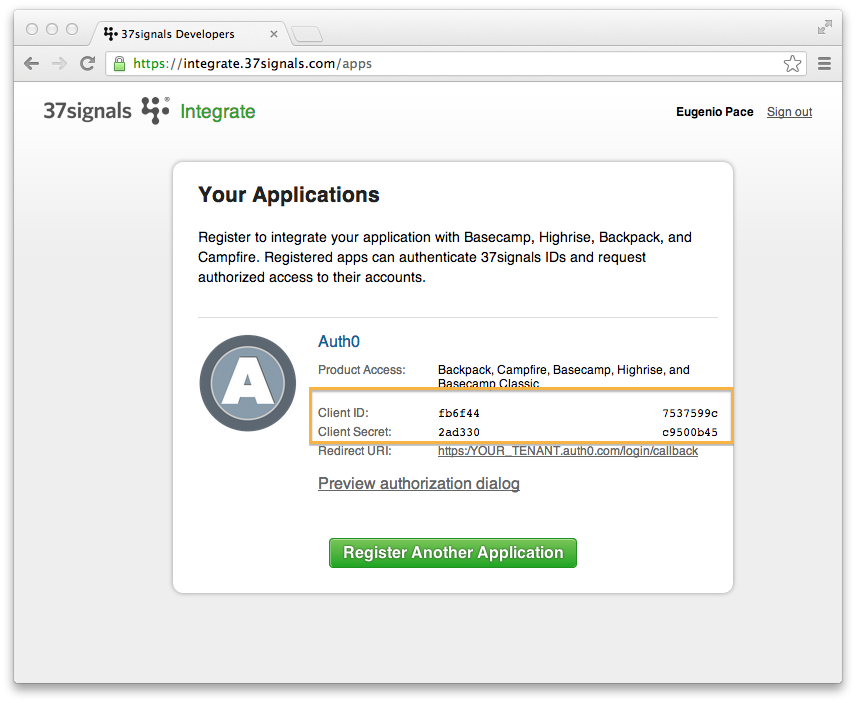 37signals Developers
https://integrate.37signals.com/apps
37signals ® Integrate
Eugenio Pace Sign out
Your Applications
Register to integrate your application with Basecamp, Highrise, Backpack, and
Campfire. Registered apps can authenticate 37signals IDs and request
authorized access to their accounts.
A
Auth0
Product Access: Backpack, Campfire, Basecamp, Highrise, and
Basecamp Classic
Client ID: fb6f44 7537599c
Client Secret: 2ad330 c9500b45
Redirect URI: https:/YOUR_TENANT.auth0.com/login/callback
Preview authorization dialog
Register Another Application